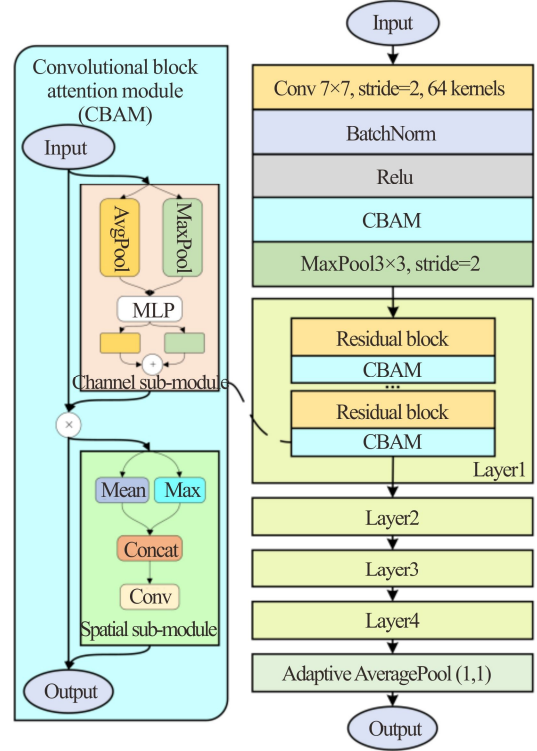 Convolutional block
attention module
(CBAM)
Input
AvgPool
MaxPool
MLP
+
Channel sub-module
×
Mean
Max
Concat
Conv
Spatial sub-module
Output
Input
Conv 7×7, stride=2, 64 kernels
BatchNorm
Relu
CBAM
MaxPool3×3, stride=2
Residual block
CBAM
...
Residual block
CBAM
Layer1
Layer2
Layer3
Layer4
Adaptive AveragePool (1,1)
Output